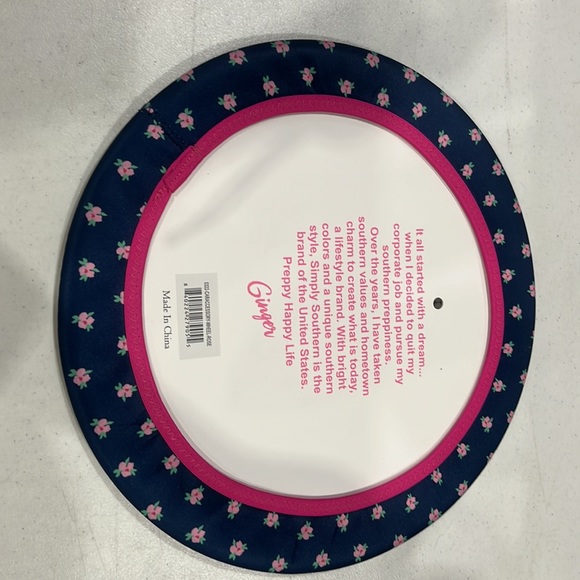 It all started with a dream...
when I decided to quit my
corporate job and pursue my
southern preppiness.
Over the years, I have taken
southern values and hometown
charm to create what is today,
a lifestyle brand. With bright
colors and a unique southern
style, Simply Southern is the
brand of the United States.
Preppy Happy Life
Ginger
Made In China